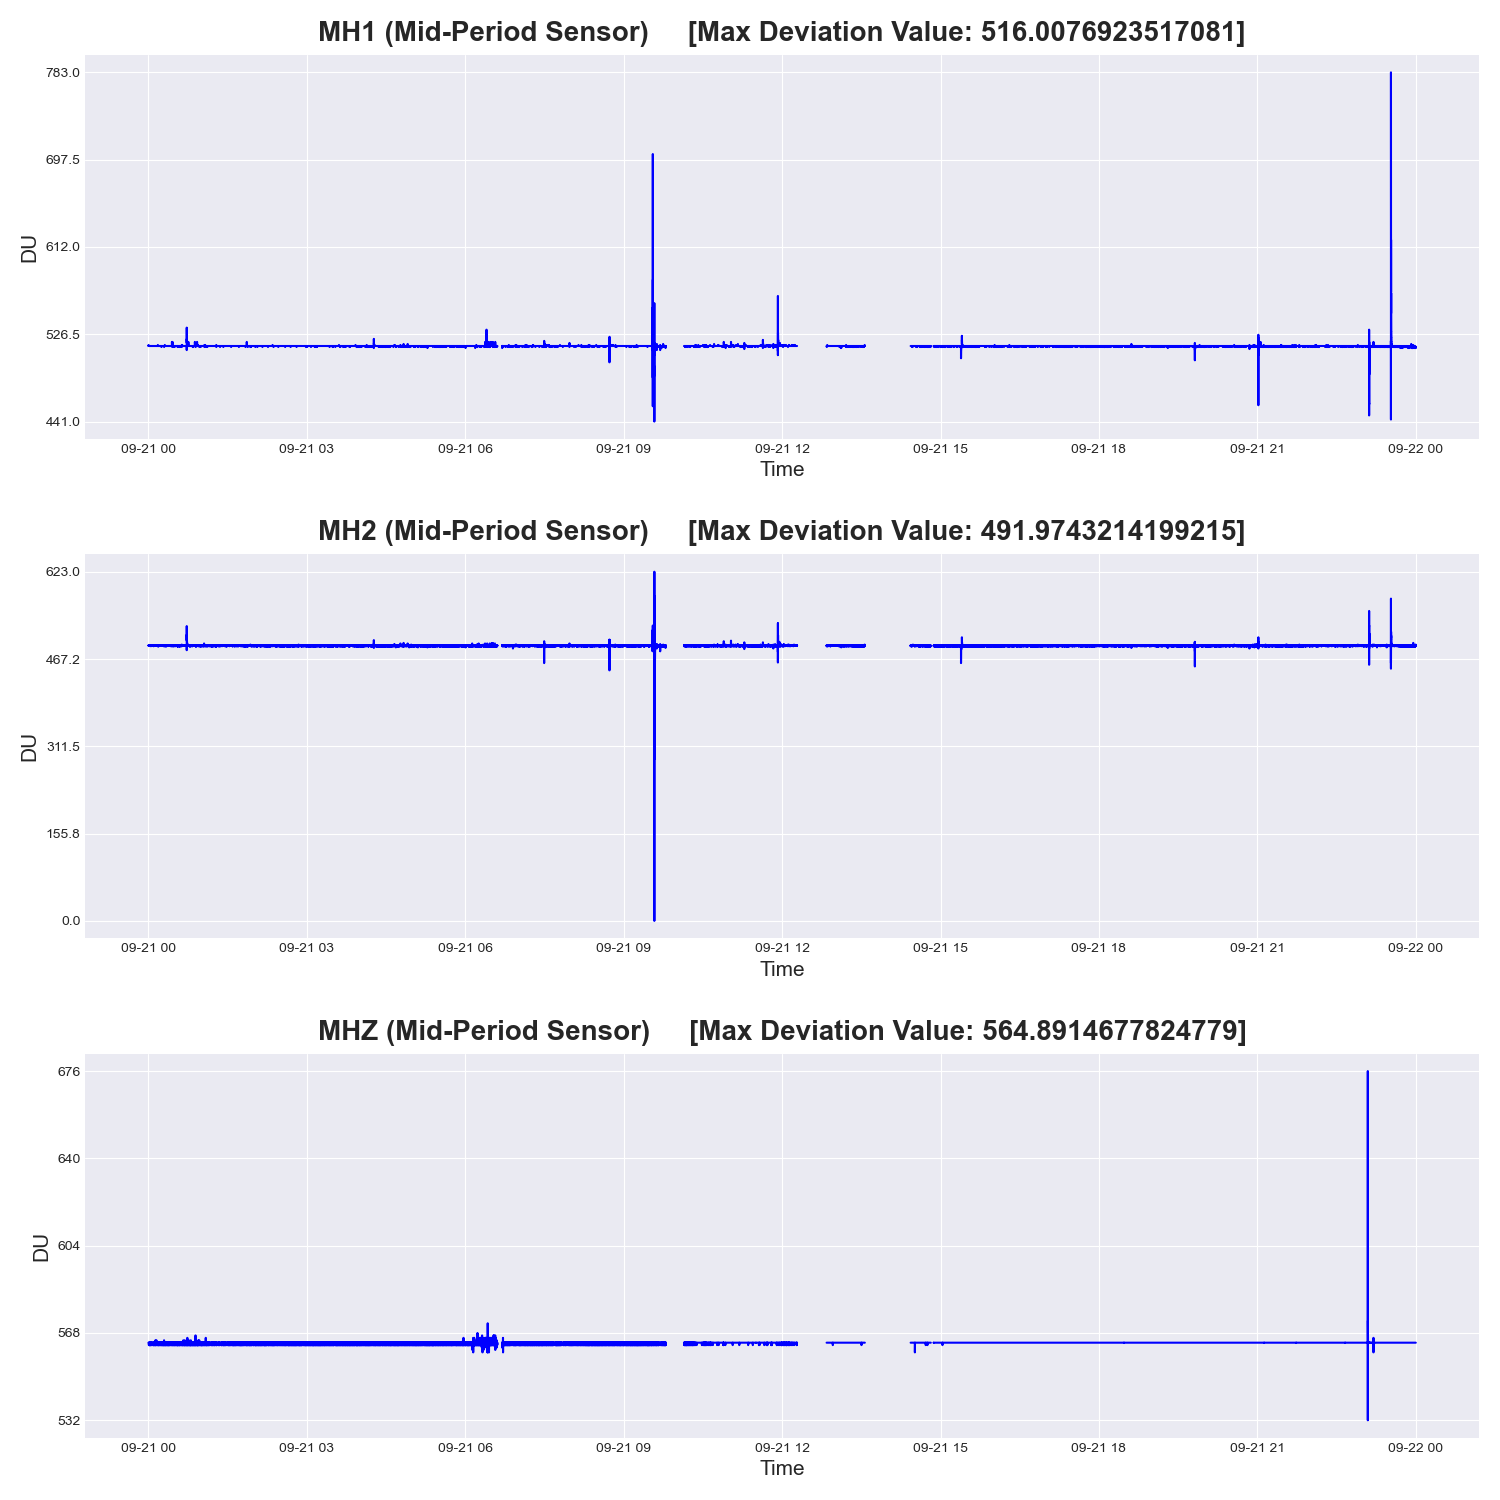 MH1 (Mid-Period Sensor) [Max Deviation Value: 516.0076923517081]
783.0
697.5
612.0
526.5
441.0
DU
09-21 00 09-21 03 09-21 06 09-21 09 09-21 12 09-21 15 09-21 18 09-21 21 09-22 00
Time
MH2 (Mid-Period Sensor) [Max Deviation Value: 491.9743214199215]
623.0
467.2
311.5
155.8
0.0
DU
09-21 00 09-21 03 09-21 06 09-21 09 09-21 12 09-21 15 09-21 18 09-21 21 09-22 00
Time
MHZ (Mid-Period Sensor) [Max Deviation Value: 564.8914677824779]
676
640
604
568
532
DU
09-21 00 09-21 03 09-21 06 09-21 09 09-21 12 09-21 15 09-21 18 09-21 21 09-22 00
Time